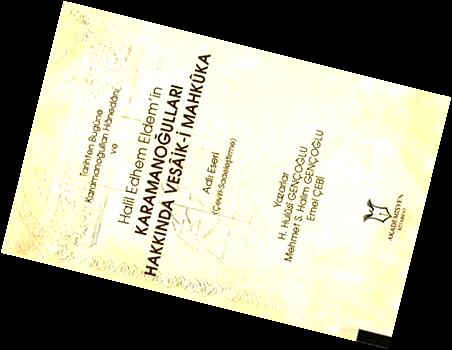 Tarihten Bugüne
Karamanoğulları Hânedânı,
ve
Halil Edhem Eldem'in
KARAMANOĞULLARI
HAKKINDA VESÂİK-İ MAHKÛKA
Adlı Eseri
(Çeviri-Sadeleştirme)
Yazarlar
H. Hulûsî GENÇOĞLU
Mehmet S. Halim GENÇOĞLU
Emel ÇEBİ
AKADEMİSYEN
KİTABEVİ